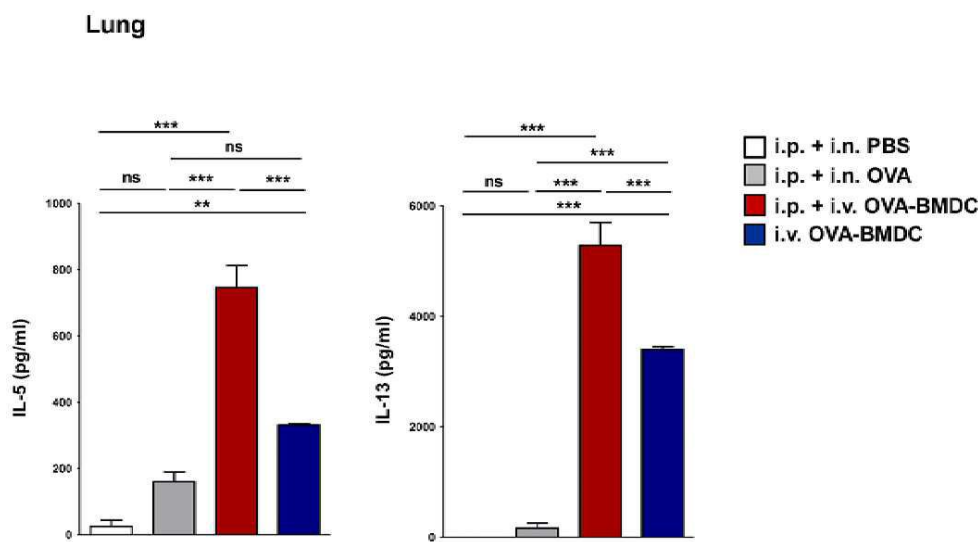 Lung
***
ns
ns
***
***
**
1000
800
600
400
200
0
IL-5 (pg/ml)
***
***
ns
***
***
***
6000
4000
2000
0
IL-13 (pg/ml)
i.p. + i.n. PBS
i.p. + i.n. OVA
i.p. + i.v. OVA-BMDC
i.v. OVA-BMDC